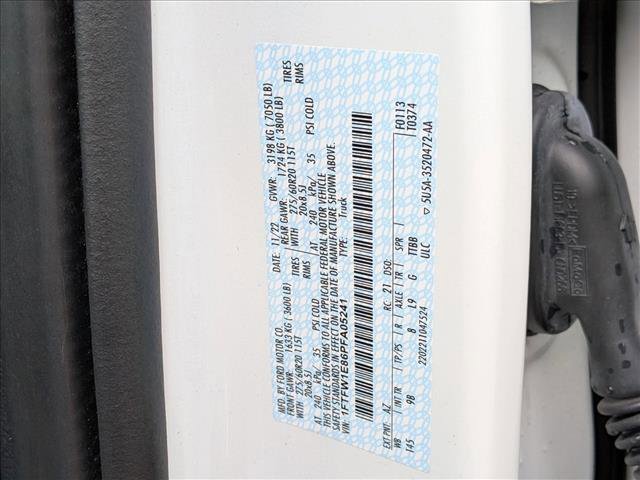 MFD. BY FORD MOTOR CO.
DATE: 11/22 GVWR: 3198 KG ( 7050 LB)
FRONT GAWR: 1633 KG (3600 LB) REAR GAWR: 1724 KG ( 3800 LB)
275/60R20 115T TIRES WITH 275/60R20 115T TIRES
20x8.5J RIMS 20x8.5J RIMS
AT 240 kPa/ 35 PSI COLD AT 240 kPa/ 35 PSI COLD
THIS VEHICLE CONFORMS TO ALL APPLICABLE FEDERAL MOTOR VEHICLE
SAFETY STANDARDS IN EFFECT ON THE DATE OF MANUFACTURE SHOWN ABOVE.
VIN: 1FTFW1E86PFA05241
TYPE: Truck
F0113
T0374
EXT PNT: AZ RC: 21 DSO:
WB INT TR TP/PS R AXLE TR SPR
145 9B B L9 G TTBB
ULC
5U5A-3520472-AA
2202211047524